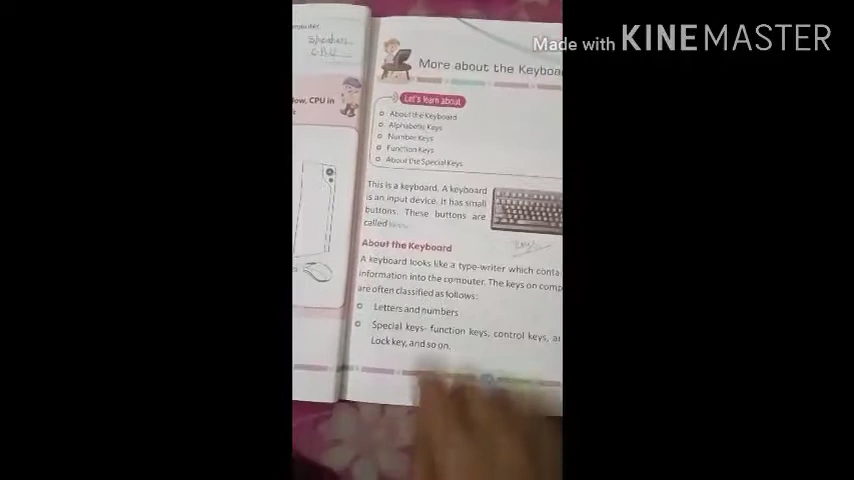 Made with KINEMASTER
Speakers
C.P.U
low, CPU in
More about the Keyboa
Let's learn about
About the Keyboard
Alphabetic Keys
Number Keys
Function Keys
About the Special Keys
This is a keyboard. A keyboard
is an input device. It has small
buttons. These buttons are
called keys.
keys
About the Keyboard
A keyboard looks like a type-writer which conta
information into the computer. The keys on comp
are often classified as follows:
Letters and numbers
Special keys- function keys, control keys, a
Lock key, and so on.